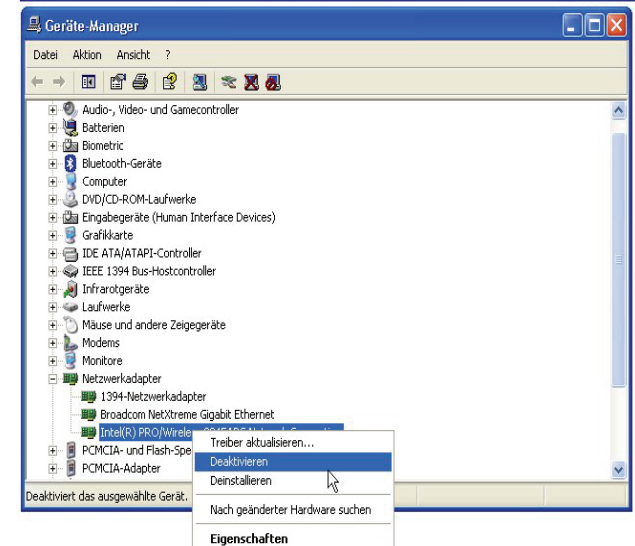 Geräte-Manager
Datei Aktion Ansicht ?
Audio-, Video- und Gamecontroller
Batterien
Biometric
Bluetooth-Geräte
Computer
DVD/CD-ROM-Laufwerke
Eingabegeräte (Human Interface Devices)
Grafikkarte
IDE ATA/ATAPI-Controller
IEEE 1394 Bus-Hostcontroller
Infrarotgeräte
Laufwerke
Mäuse und andere Zeigegeräte
Modems
Monitore
Netzwerkadapter
1394-Netzwerkadapter
Broadcom NetXtreme Gigabit Ethernet
Intel(R) PRO/Wirele
PCMCIA- und Flash-Spe
PCMCIA-Adapter
Treiber aktualisieren...
Deaktivieren
Deinstallieren
Nach geänderter Hardware suchen
Eigenschaften
Deaktiviert das ausgewählte Gerät.